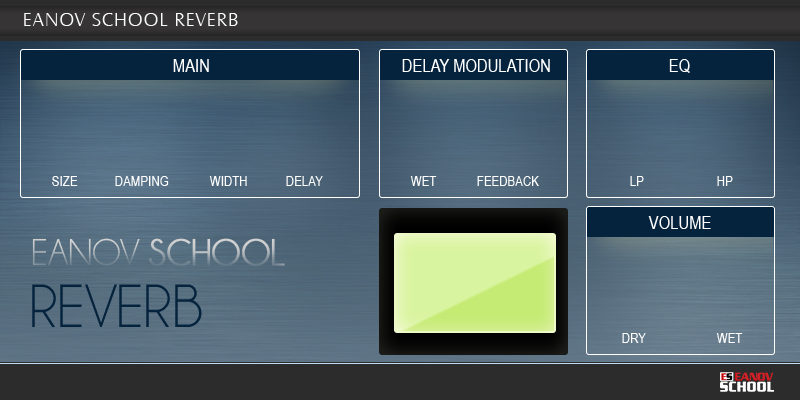 EANOV SCHOOL REVERB
MAIN
SIZE DAMPING WIDTH DELAY
DELAY MODULATION
WET FEEDBACK
EQ
LP HP
EANOV SCHOOL
REVERB
VOLUME
DRY WET
ES EANOV
SCHOOL